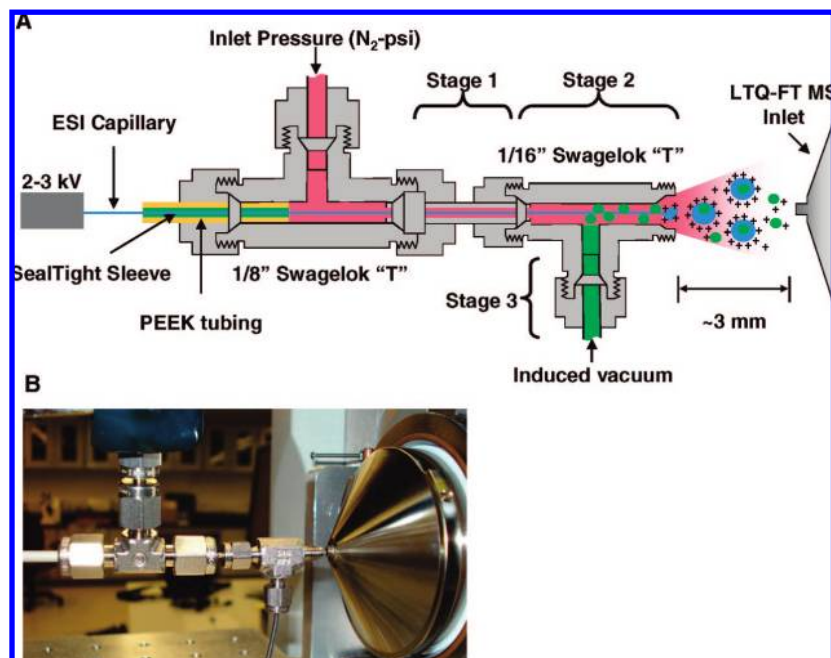 A
Inlet Pressure (N2-psi)
Stage 1
Stage 2
LTQ-FT MS
Inlet
ESI Capillary
1/16” Swagelok “T”
2-3 kV
SealTight Sleeve
1/8” Swagelok “T”
Stage 3
PEEK tubing
~3 mm
Induced vacuum
B